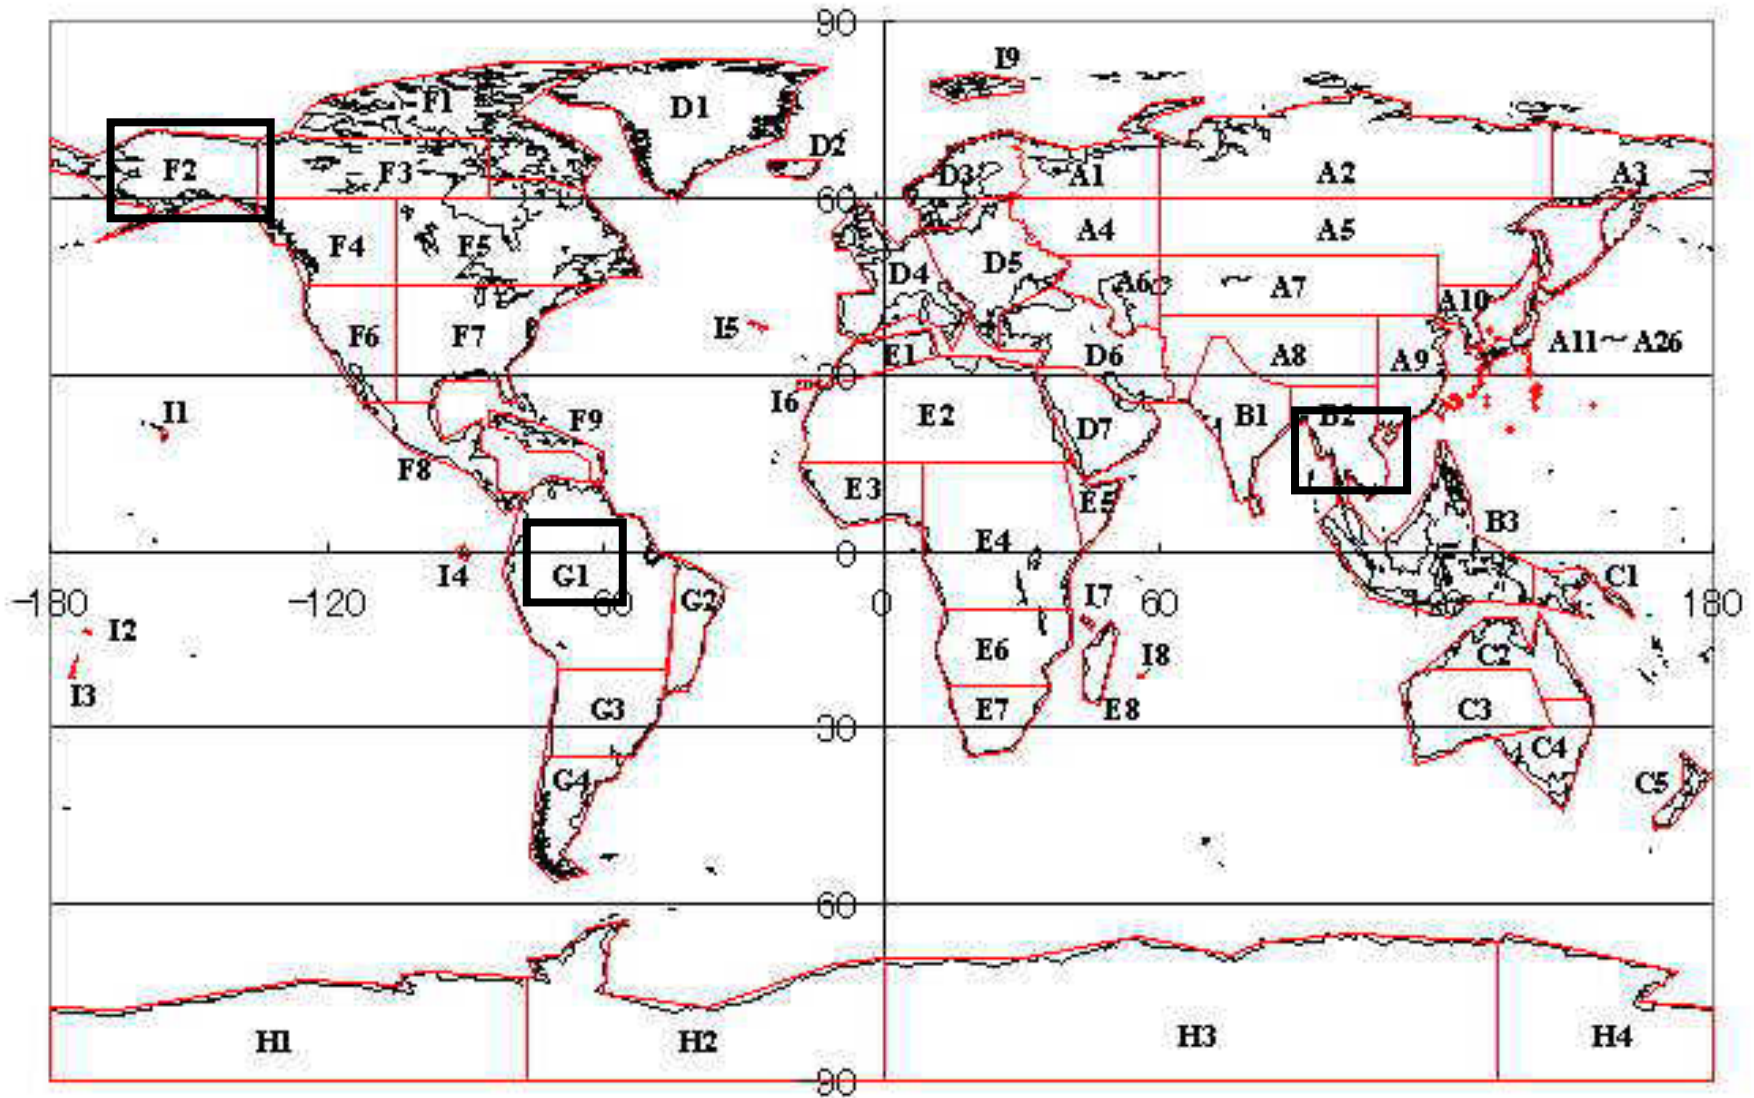 90
I9
F1
D1
D2
F2
F3
D3
A1
A2
A3
60
F4
F5
D4
D5
A4
A5
A6
A7
A10
I5
F6
F7
E1
D6
A8
A9
A11～A26
30
I6
I1
F9
E2
D7
B1
B2
F8
E3
E5
B3
E4
0
I4
G1
C1
-180
-120
-60
G2
0
I7
60
120
180
I2
E6
I8
C2
I3
G3
E7
E8
C3
-30
G4
C4
C5
-60
H1
H2
H3
H4
-90